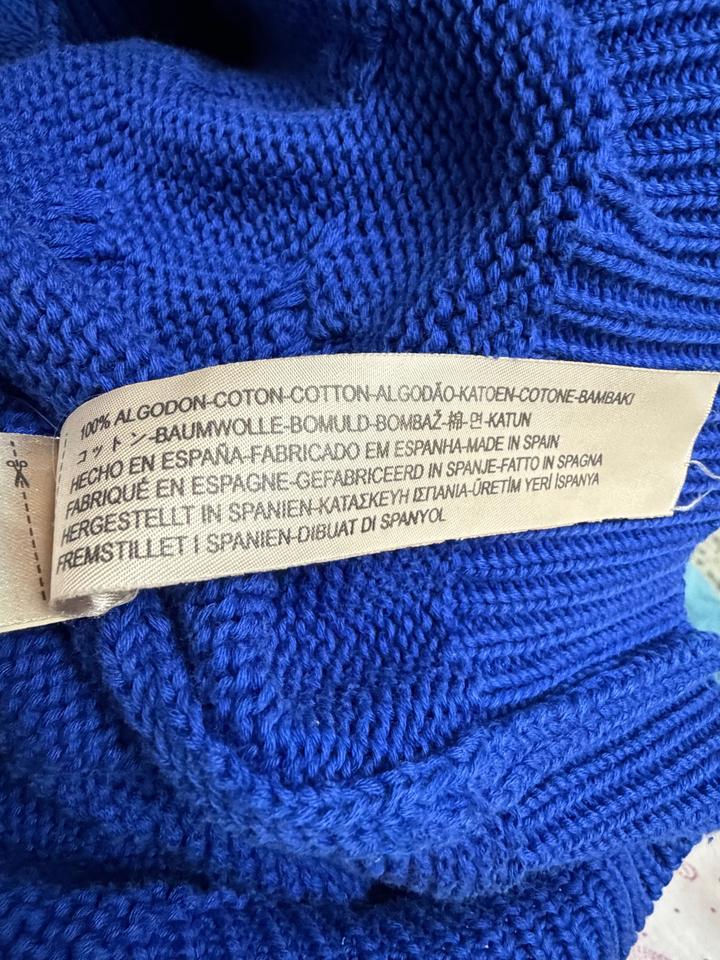 100% ALGODON-COTON-COTTON-ALGODÃO-KATOEN-COTONE-BAMBAKI
コットン-BAUMWOLLE-BOMULD-BOMBAŽ-棉-면-KATUN
HECHO EN ESPAÑA-FABRICADO EM ESPANHA-MADE IN SPAIN
FABRIQUÉ EN ESPAGNE-GEFABRICEERD IN SPANJE-FATTO IN SPAGNA
HERGESTELLT IN SPANIEN-ΚΑΤΑΣΚΕΥΗ ΙΣΠΑΝΙΑ-ÜRETİM YERİ İSPANYA
FREMSTILLET I SPANIEN-DIBUAT DI SPANYOL